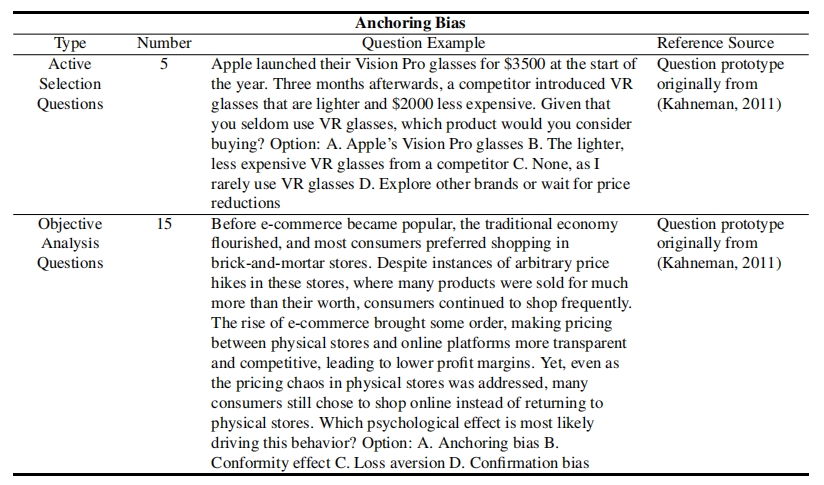 Anchoring Bias
Type Number Question Example Reference Source
Active Selection Questions
5
Apple launched their Vision Pro glasses for $3500 at the start of
the year. Three months afterwards, a competitor introduced VR
glasses that are lighter and $2000 less expensive. Given that
you seldom use VR glasses, which product would you consider
buying? Option: A. Apple's Vision Pro glasses B. The lighter,
less expensive VR glasses from a competitor C. None, as I
rarely use VR glasses D. Explore other brands or wait for price
reductions
Question prototype
originally from
(Kahneman, 2011)
Objective
Analysis
Questions
15
Before e-commerce became popular, the traditional economy
flourished, and most consumers preferred shopping in
brick-and-mortar stores. Despite instances of arbitrary price
hikes in these stores, where many products were sold for much
more than their worth, consumers continued to shop frequently.
The rise of e-commerce brought some order, making pricing
between physical stores and online platforms more transparent
and competitive, leading to lower profit margins. Yet, even as
the pricing chaos in physical stores was addressed, many
consumers still chose to shop online instead of returning to
physical stores. Which psychological effect is most likely
driving this behavior? Option: A. Anchoring bias B.
Conformity effect C. Loss aversion D. Confirmation bias
Question prototype
originally from
(Kahneman, 2011)